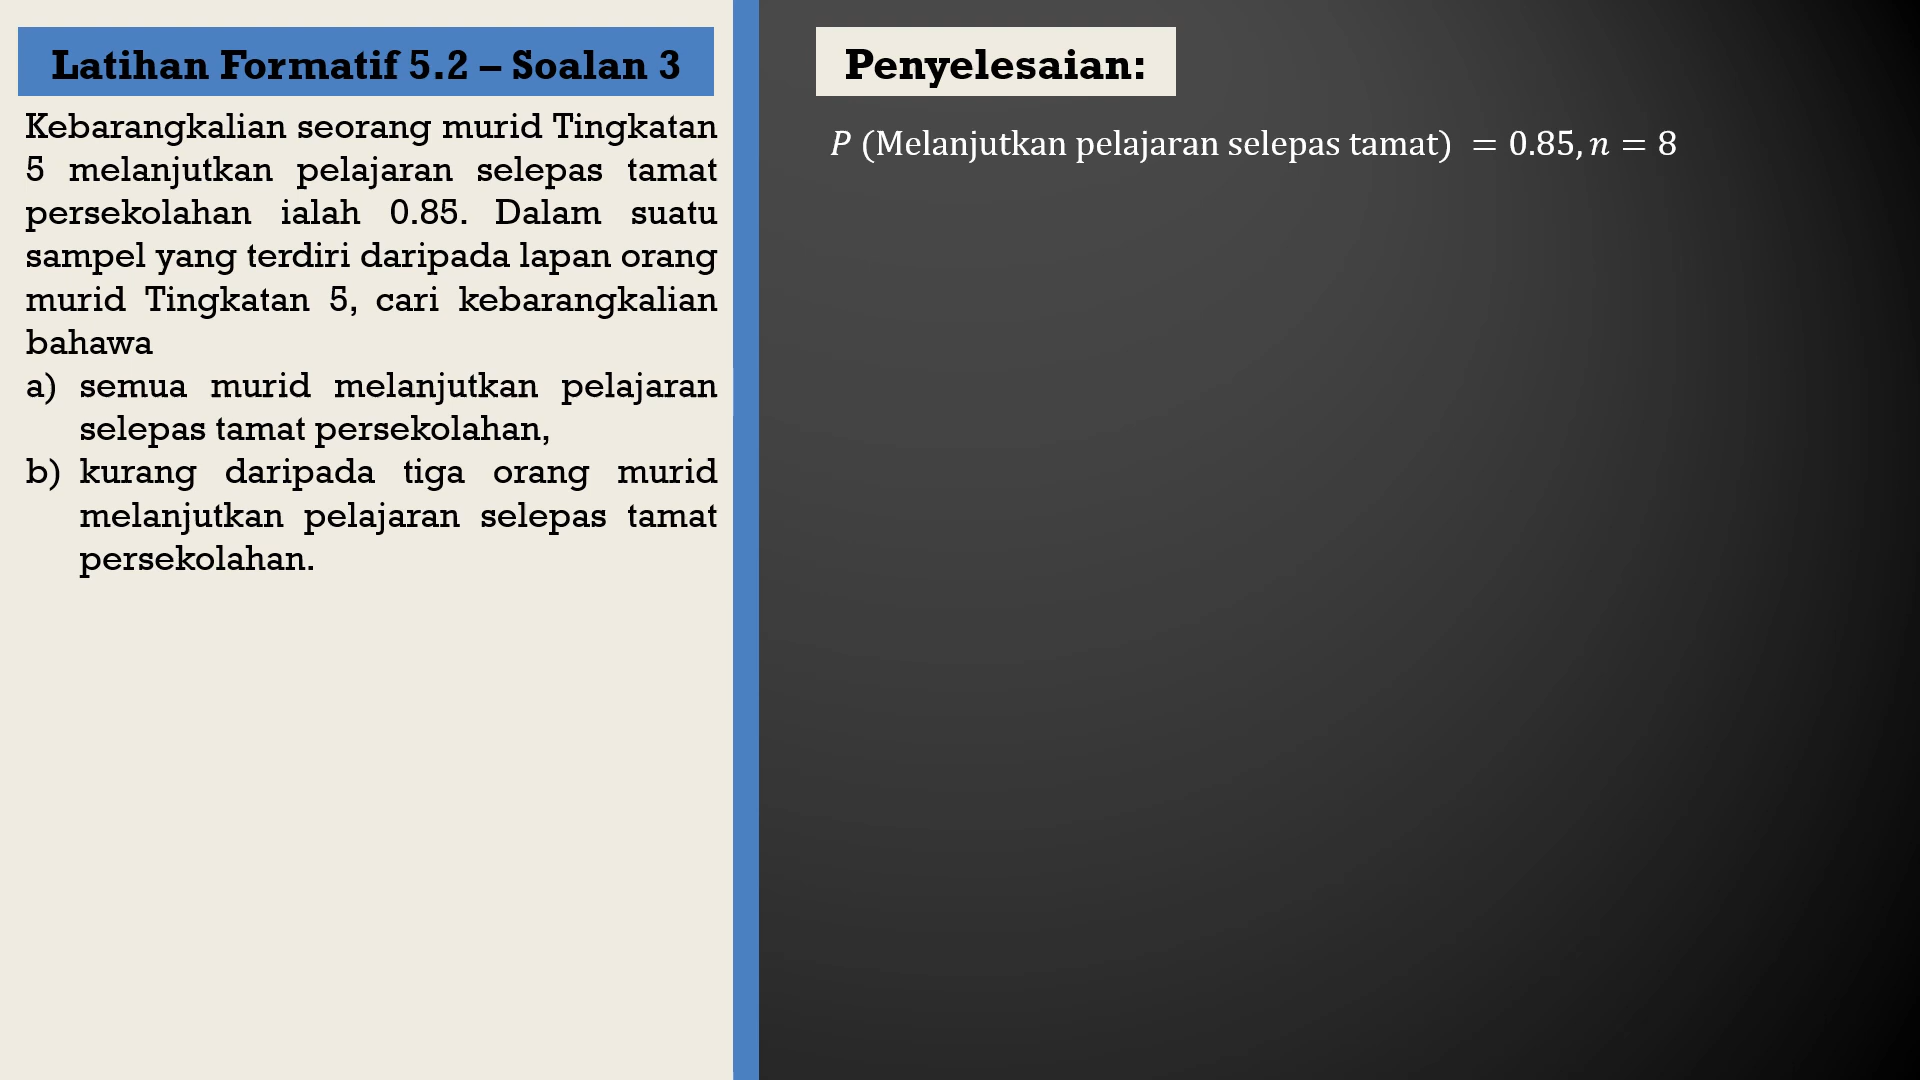 Latihan Formatif 5.2 – Soalan 3
Kebarangkalian seorang murid Tingkatan
5 melanjutkan pelajaran selepas tamat
persekolahan ialah 0.85. Dalam suatu
sampel yang terdiri daripada lapan orang
murid Tingkatan 5, cari kebarangkalian
bahawa
a) semua murid melanjutkan pelajaran
selepas tamat persekolahan,
b) kurang daripada tiga orang murid
melanjutkan pelajaran selepas tamat
persekolahan.
Penyelesaian:
P (Melanjutkan pelajaran selepas tamat) = 0.85, n = 8